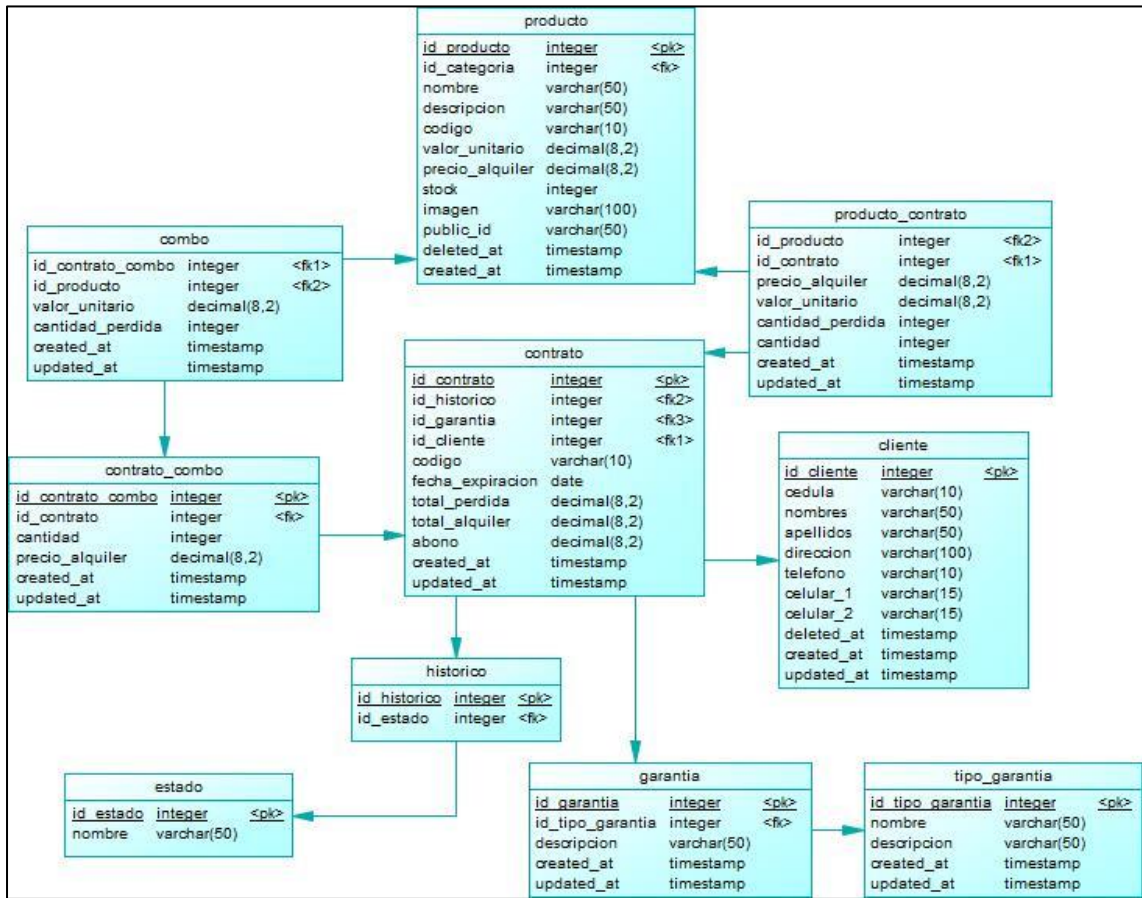 producto
id_producto integer <pk>
id_categoria integer <fk>
nombre varchar(50)
descripcion varchar(50)
codigo varchar(10)
valor_unitario decimal(8,2)
precio_alquiler decimal(8,2)
stock integer
imagen varchar(100)
public_id varchar(50)
deleted_at timestamp
created_at timestamp
producto_contrato
id_producto integer <fk2>
id_contrato integer <fk1>
precio_alquiler decimal(8,2)
valor_unitario decimal(8,2)
cantidad_perdida integer
cantidad integer
created_at timestamp
updated_at timestamp
combo
id_contrato_combo integer <fk1>
id_producto integer <fk2>
valor_unitario decimal(8,2)
cantidad_perdida integer
created_at timestamp
updated_at timestamp
contrato
id_contrato integer <pk>
id_historico integer <fk2>
id_garantia integer <fk3>
id_cliente integer <fk1>
codigo varchar(10)
fecha_expiracion date
total_perdida decimal(8,2)
total_alquiler decimal(8,2)
abono decimal(8,2)
created_at timestamp
updated_at timestamp
cliente
id_cliente integer <pk>
cedula varchar(10)
nombres varchar(50)
apellidos varchar(50)
direccion varchar(100)
telefono varchar(10)
celular_1 varchar(15)
celular_2 varchar(15)
deleted_at timestamp
created_at timestamp
updated_at timestamp
contrato_combo
id_contrato_combo integer <pk>
id_contrato integer <fk>
cantidad integer
precio_alquiler decimal(8,2)
created_at timestamp
updated_at timestamp
historico
id_historico integer <pk>
id_estado integer <fk>
estado
id_estado integer <pk>
nombre varchar(50)
garantia
id_garantia integer <pk>
id_tipo_garantia integer <fk>
descripcion varchar(50)
created_at timestamp
updated_at timestamp
tipo_garantia
id_tipo_garantia integer <pk>
nombre varchar(50)
descripcion varchar(50)
created_at timestamp
updated_at timestamp